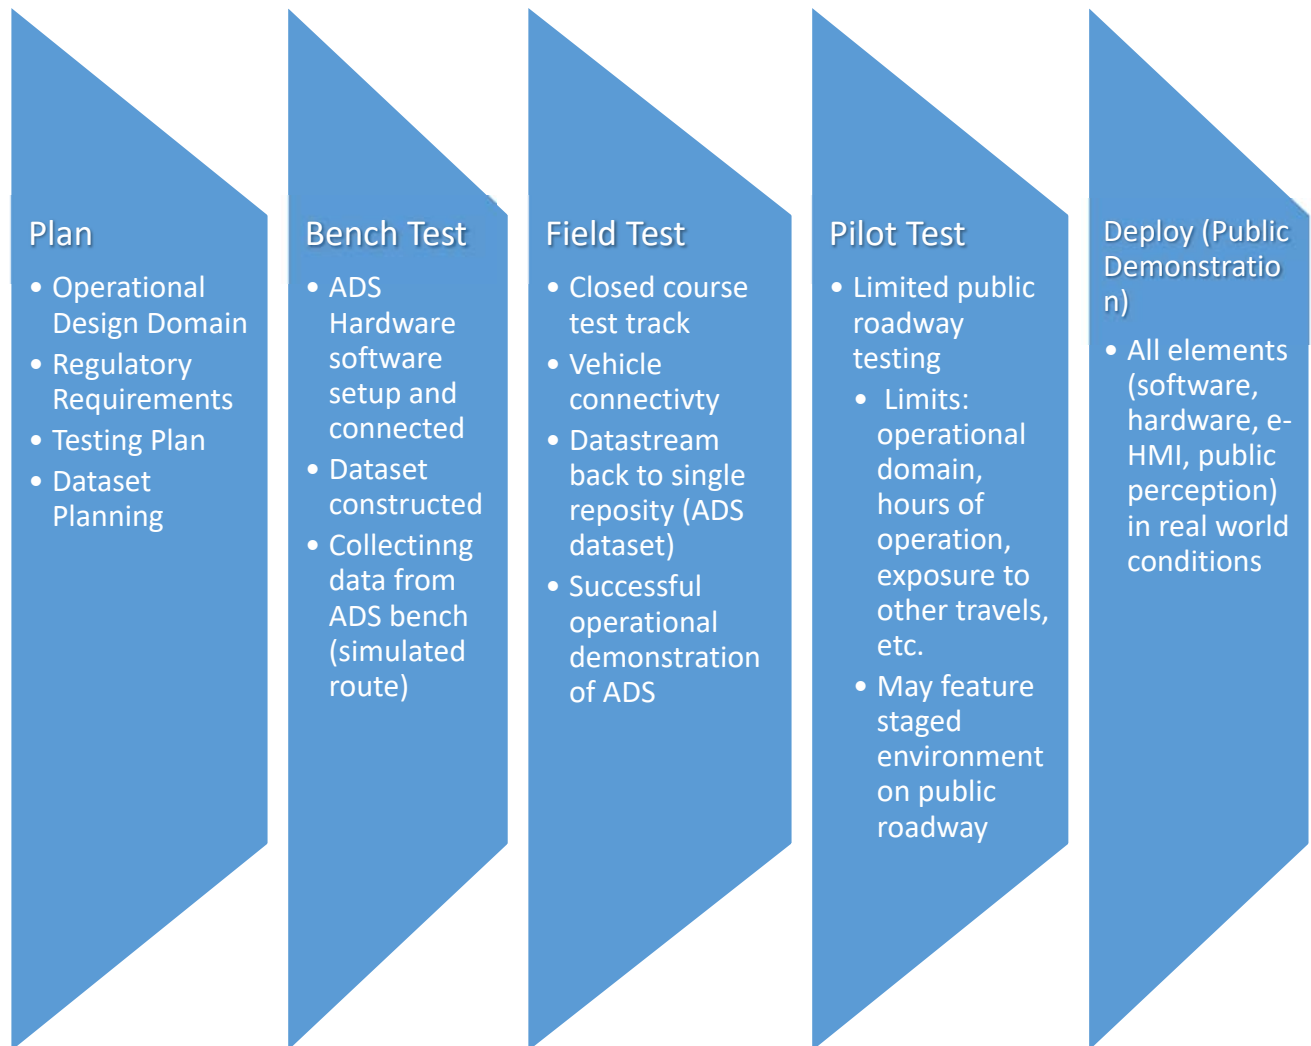 Plan
• Operational
Design Domain
• Regulatory
Requirements
• Testing Plan
• Dataset
Planning
Bench Test
• ADS
Hardware
software
setup and
connected
• Dataset
constructed
• Collectinng
data from
ADS bench
(simulated
route)
Field Test
• Closed course
test track
• Vehicle
connectivty
• Datastream
back to single
reposity (ADS
dataset)
• Successful
operational
demonstration
of ADS
Pilot Test
• Limited public
roadway
testing
• Limits:
operational
domain,
hours of
operation,
exposure to
other travels,
etc.
• May feature
staged
environment
on public
roadway
Deploy (Public
Demonstratio
n)
• All elements
(software,
hardware, e-
HMI, public
perception)
in real world
conditions